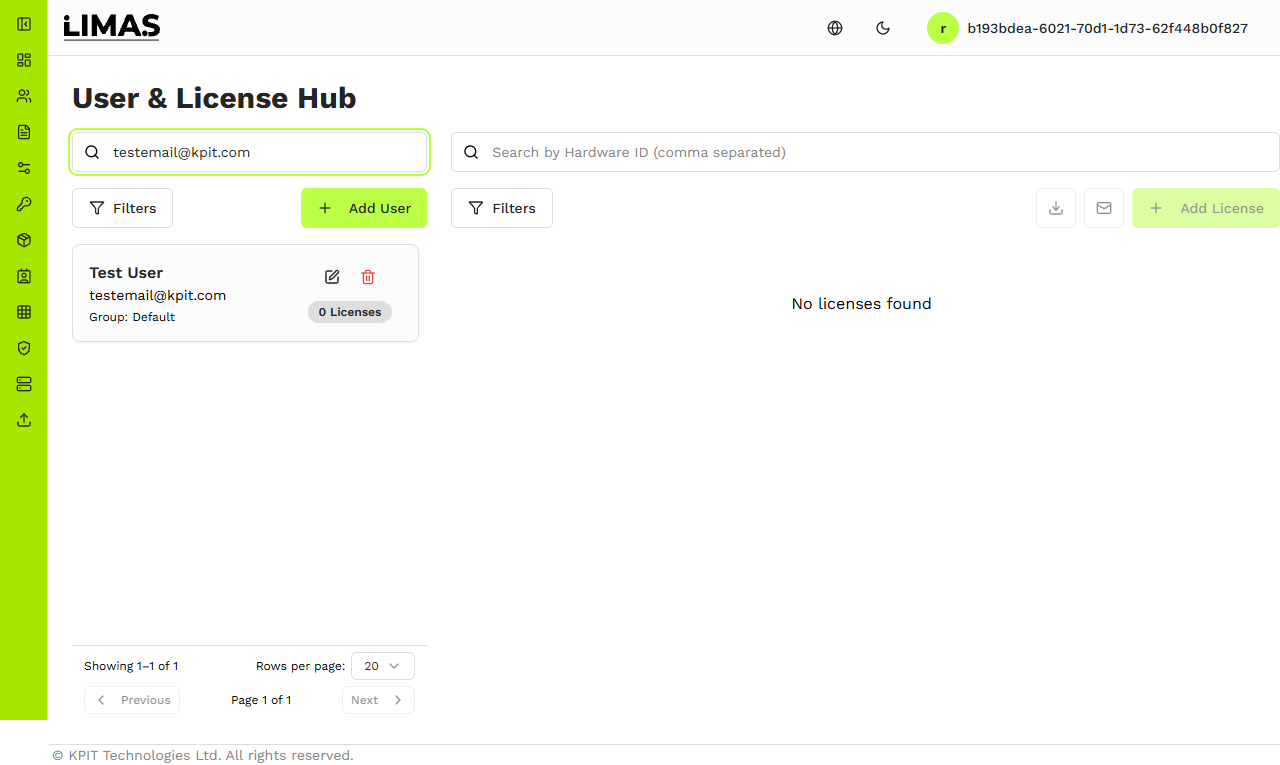 LIMAS
r
b193bdea-6021-70d1-1d73-62f448b0f827
User & License Hub
testemail@kpit.com
Search by Hardware ID (comma separated)
Filters
Add User
Filters
Add License
Test User
testemail@kpit.com
Group: Default
0 Licenses
No licenses found
Showing 1–1 of 1
Rows per page:
20
Previous
Page 1 of 1
Next
© KPIT Technologies Ltd. All rights reserved.